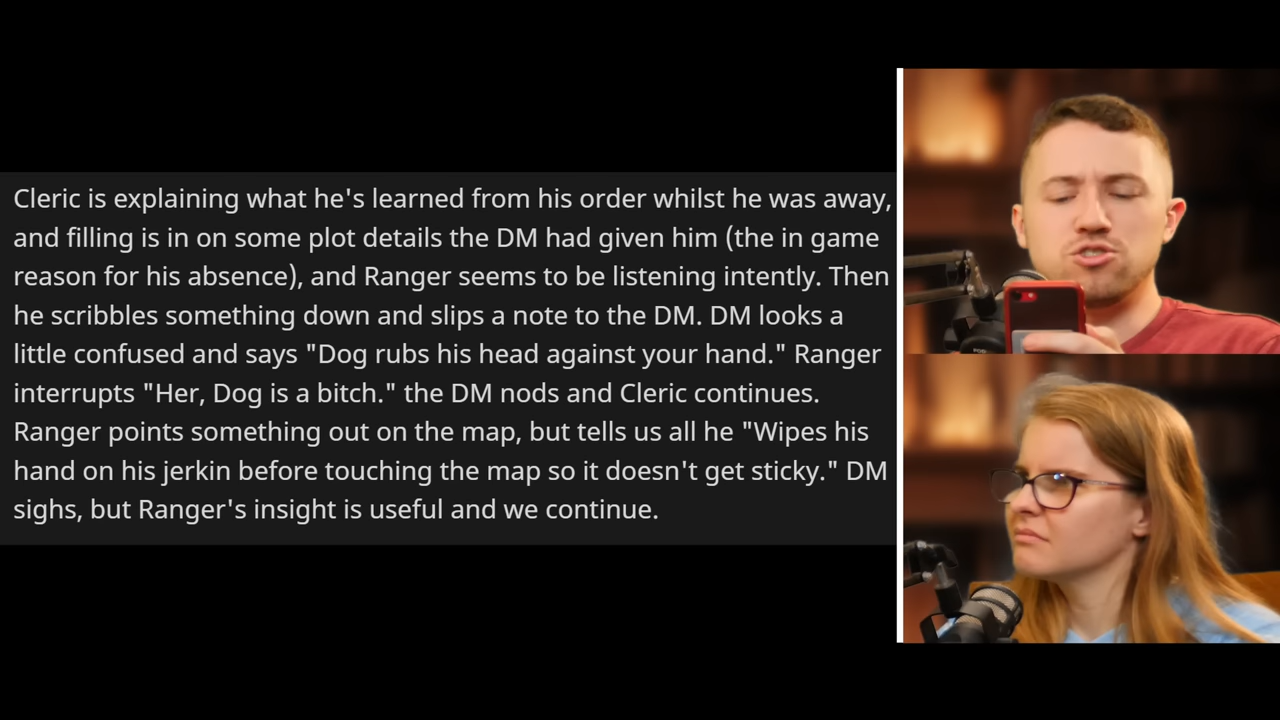 Cleric is explaining what he's learned from his order whilst he was away,
and filling is in on some plot details the DM had given him (the in game
reason for his absence), and Ranger seems to be listening intently. Then
he scribbles something down and slips a note to the DM. DM looks a
little confused and says "Dog rubs his head against your hand." Ranger
interrupts "Her, Dog is a bitch." the DM nods and Cleric continues.
Ranger points something out on the map, but tells us all he "Wipes his
hand on his jerkin before touching the map so it doesn't get sticky." DM
sighs, but Ranger's insight is useful and we continue.